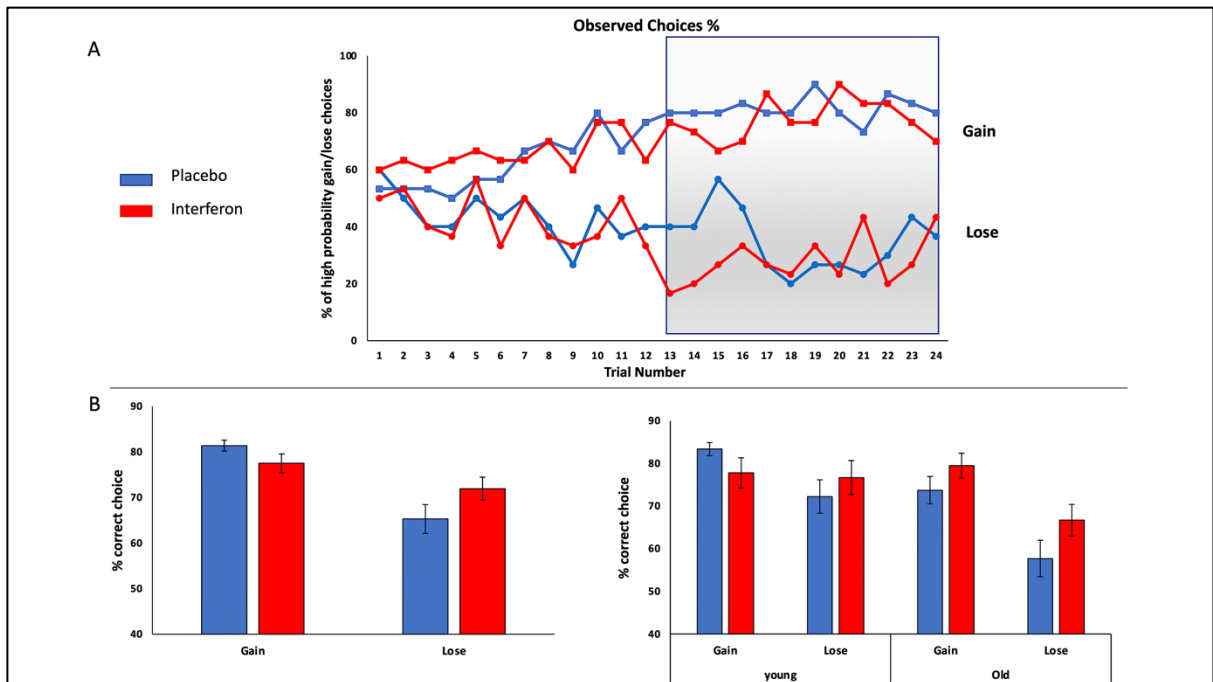 Observed Choices %
A
% of high probability gain/lose choices
100
80
60
40
20
0
1 2 3 4 5 6 7 8 9 10 11 12 13 14 15 16 17 18 19 20 21 22 23 24
Trial Number
Gain
Lose
Placebo
Interferon
B
% correct choice
90
80
70
60
50
40
Gain Lose
% correct choice
90
80
70
60
50
40
Gain Lose Gain Lose
young Old